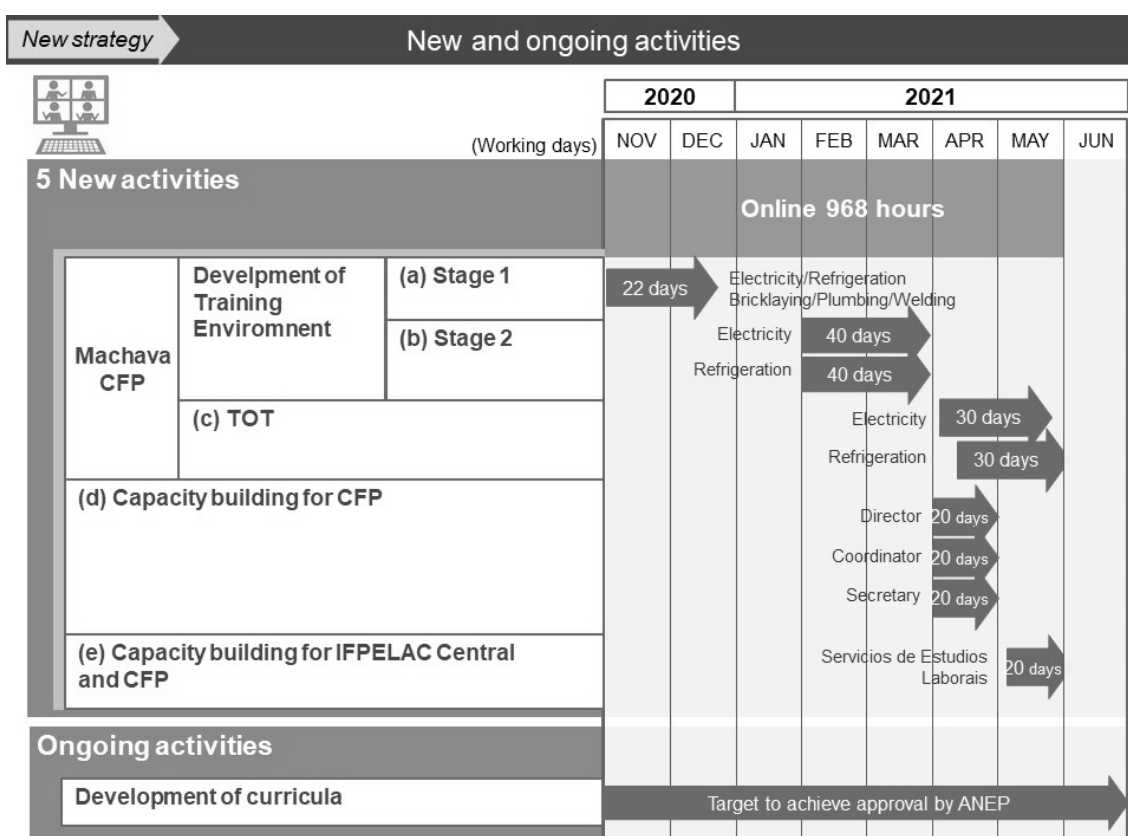 New strategy
New and ongoing activities
2020
2021
(Working days)
NOV
DEC
JAN
FEB
MAR
APR
MAY
JUN
5 New activities
Online 968 hours
Machava
CFP
Develpment of
Training
Enviromnent
(a) Stage 1
22 days
Electricity/Refrigeration
Bricklaying/Plumbing/Welding
(b) Stage 2
Electricity
40 days
Refrigeration
40 days
(c) TOT
Electricity
30 days
Refrigeration
30 days
(d) Capacity building for CFP
Director
20 days
Coordinator
20 days
Secretary
20 days
(e) Capacity building for IFPELAC Central
and CFP
Servicios de Estudios
Laborais
20 days
Ongoing activities
Development of curricula
Target to achieve approval by ANEP